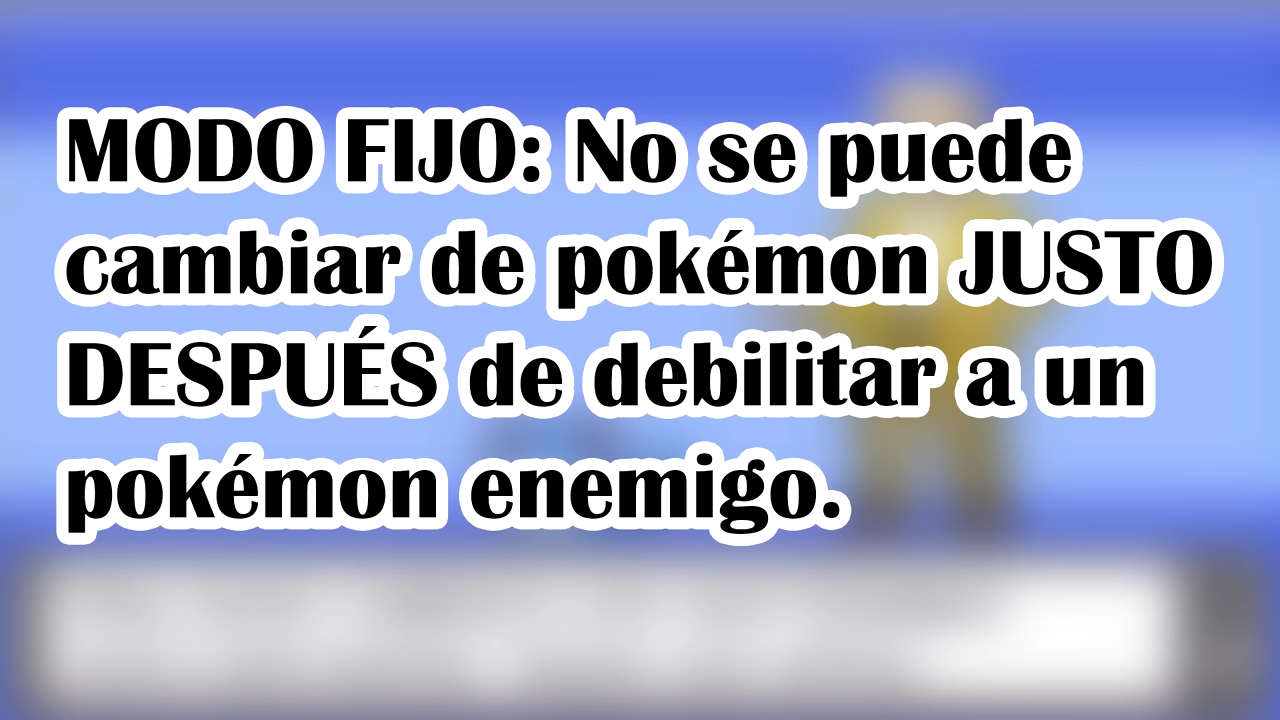 MODO FIJO: No se puede
cambiar de pokémon JUSTO
DESPUÉS de debilitar a un
pokémon enemigo.